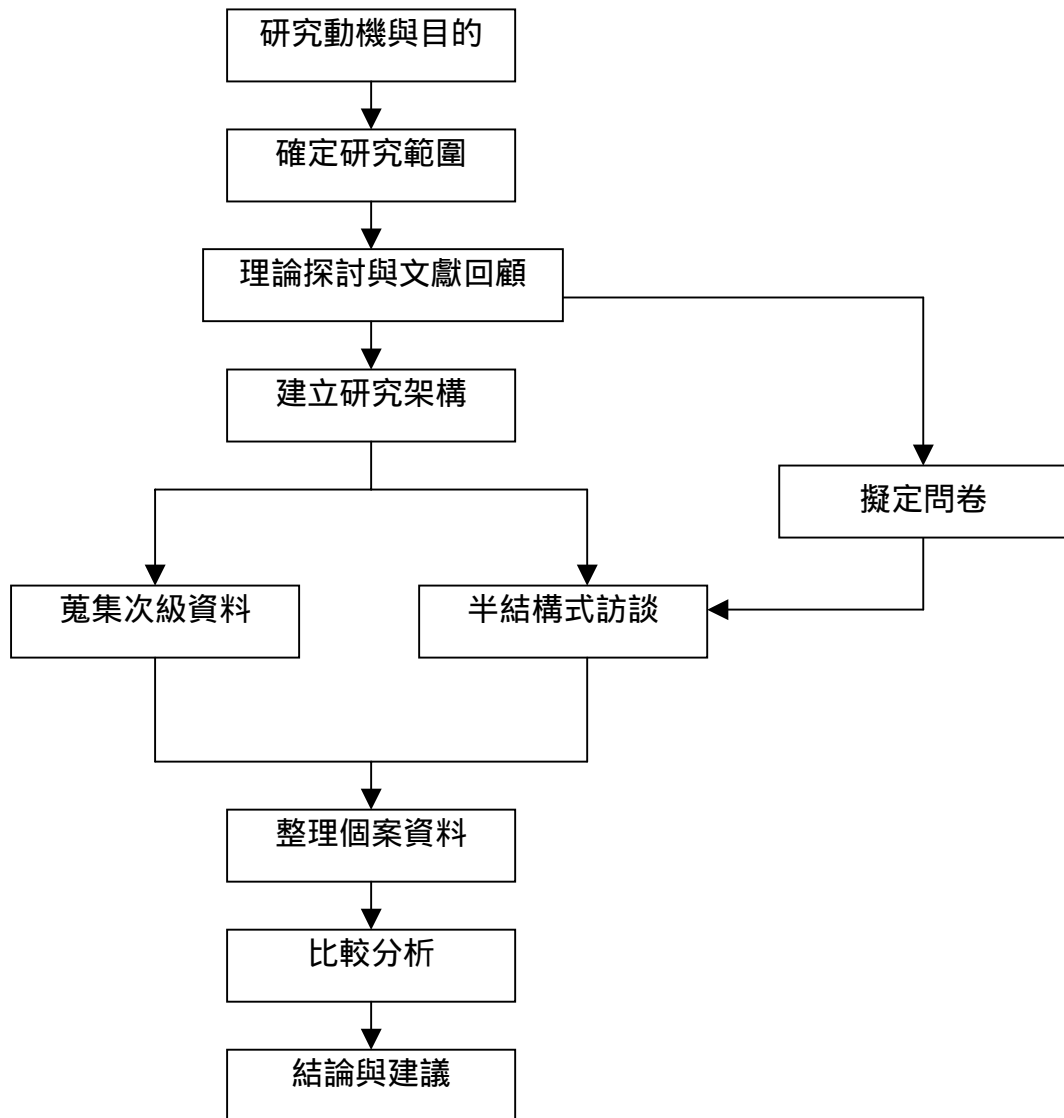 研究動機與目的
確定研究範圍
理論探討與文獻回顧
建立研究架構
擬定問卷
蒐集次級資料
半結構式訪談
整理個案資料
比較分析
結論與建議